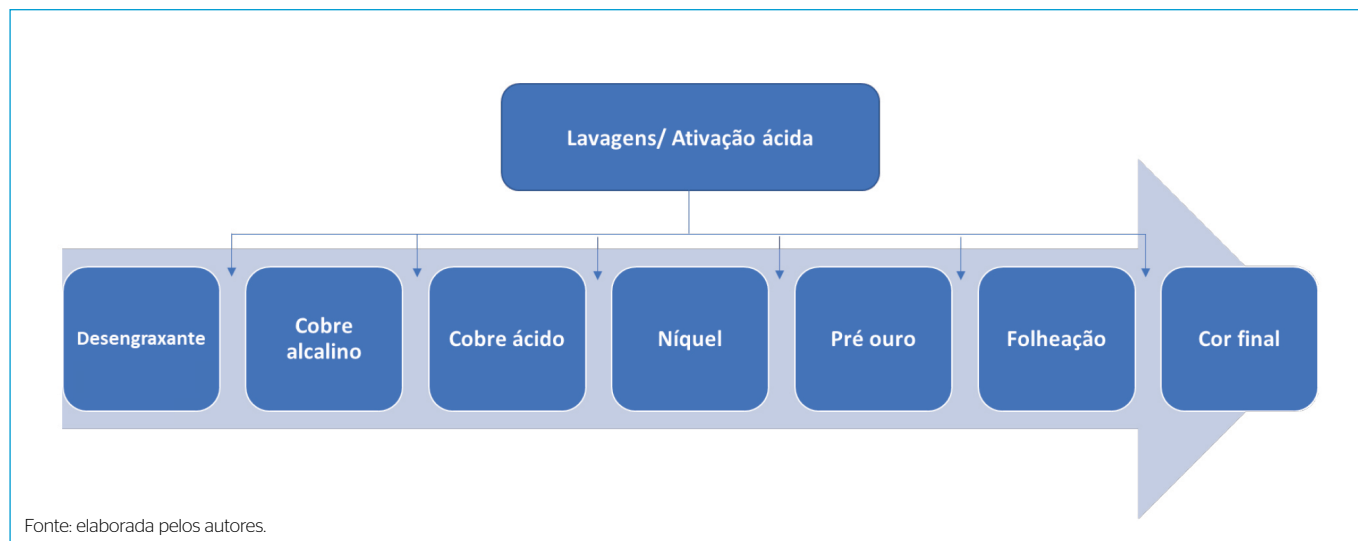 Lavagens/ Ativação ácida
Desengraxante
Cobre
alcalino
Cobre ácido
Níquel
Pré ouro
Folheação
Cor final
Fonte: elaborada pelos autores.